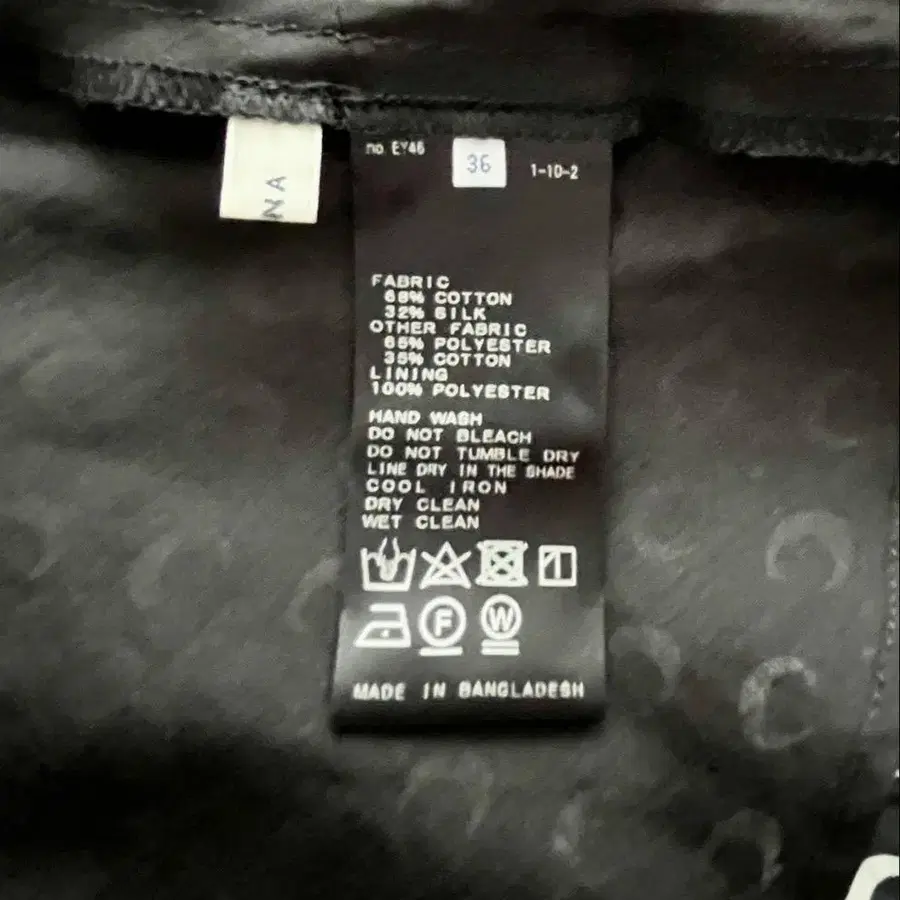 no. EY46
36
1-10-2
NA
FABRIC
68% COTTON
32% SILK
OTHER FABRIC
65% POLYESTER
35% COTTON
LINING
100% POLYESTER
HAND WASH
DO NOT BLEACH
DO NOT TUMBLE DRY
LINE DRY IN THE SHADE
COOL IRON
DRY CLEAN
WET CLEAN
F
W
MADE IN BANGLADESH